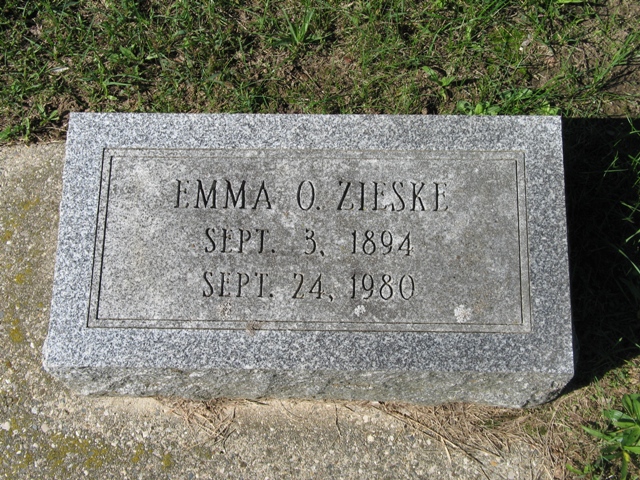 EMMA O. ZIESKE
SEPT. 3, 1894
SEPT. 24, 1980